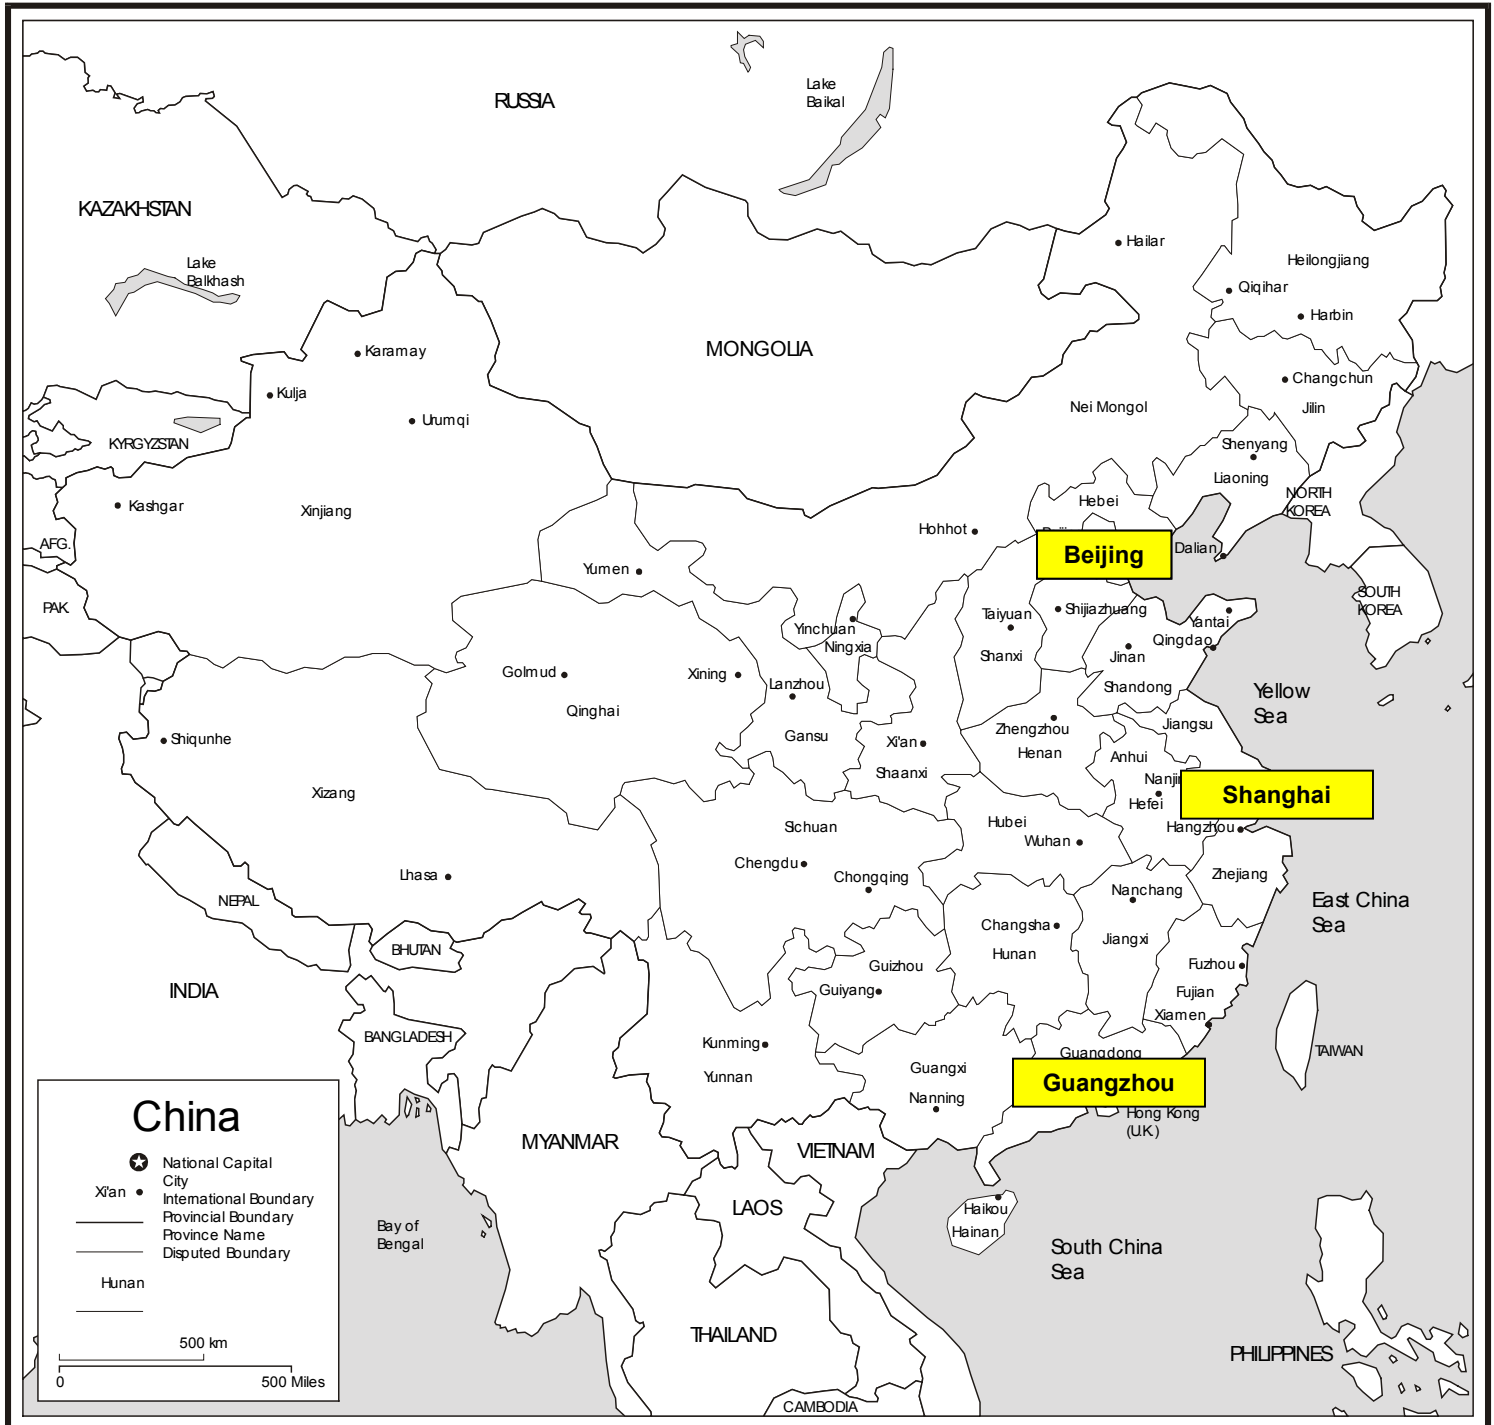 RUSSIA
Lake
Baikal
KAZAKHSTAN
Lake
Balkhash
Hailar
Heilongjiang
Qiqihar
Harbin
MONGOLIA
Karamay
Kulja
Urumqi
Changchun
Jilin
Nei Mongol
KYRGYZSTAN
Shenyang
Liaoning
NORTH
KOREA
Hebei
Kashgar
Xinjiang
Hohhot
AFG.
Beijing
Dalian
Yumen
PAK.
SOUTH
KOREA
Taiyuan
Shijiazhuang
Yantai
Yinchuan
Ningxia
Qingdao
Shanxi
Jinan
Golmud
Xining
Lanzhou
Shandong
Yellow
Sea
Qinghai
Jiangsu
Shiqunhe
Gansu
Xi'an
Zhengzhou
Henan
Anhui
Shaanxi
Nanjin
Shanghai
Xizang
Hefei
Sichuan
Hubei
Hangzhou
Wuhan
Chengdu
Lhasa
Chongqing
Zhejiang
Nanchang
NEPAL
East China
Sea
Changsha
BHUTAN
Hunan
Jiangxi
Guizhou
Fuzhou
INDIA
Guiyang
Fujian
Xiamen
BANGLADESH
Kunming
Guangdong
TAIWAN
Yunnan
Guangxi
Guangzhou
Nanning
Hong Kong
(U.K.)
MYANMAR
VIETNAM
LAOS
Haikou
Hainan
Bay of
Bengal
South China
Sea
THAILAND
PHILIPPINES
CAMBODIA
China
National Capital
City
Xi'an
International Boundary
Provincial Boundary
Province Name
Disputed Boundary
Hunan
500 km
0
500 Miles